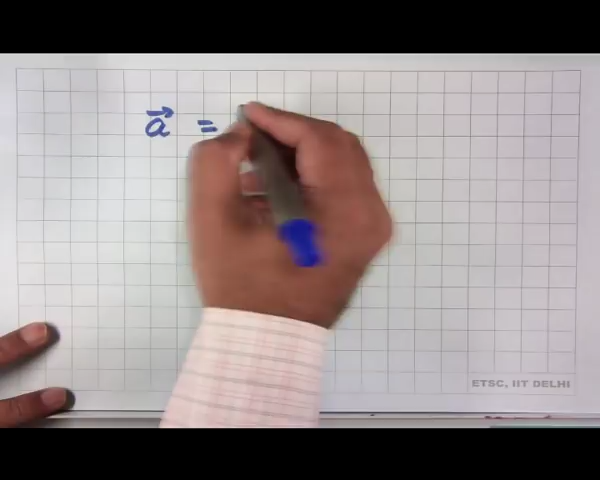 a⃗ =
ETSC, IIT DELHI